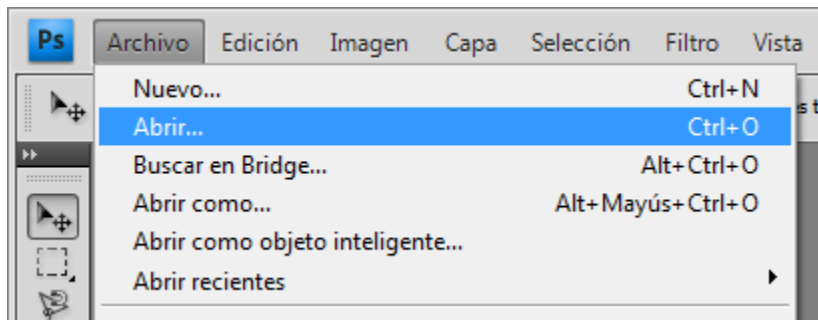 Ps Archivo Edición Imagen Capa Selección Filtro Vista
Nuevo... Ctrl+N
Abrir... Ctrl+O
Buscar en Bridge... Alt+Ctrl+O
Abrir como... Alt+Mayús+Ctrl+O
Abrir como objeto inteligente...
Abrir recientes